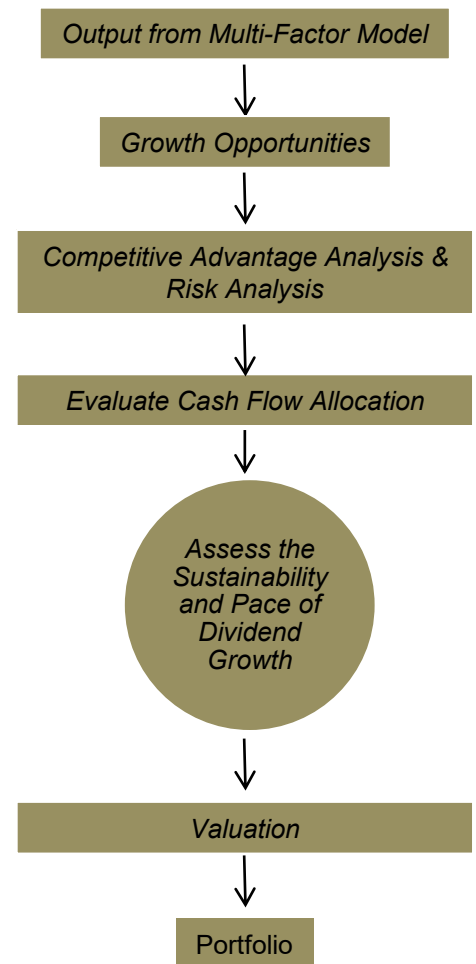 Output from Multi-Factor Model
Growth Opportunities
Competitive Advantage Analysis &
Risk Analysis
Evaluate Cash Flow Allocation
Assess the
Sustainability
and Pace of
Dividend
Growth
Valuation
Portfolio